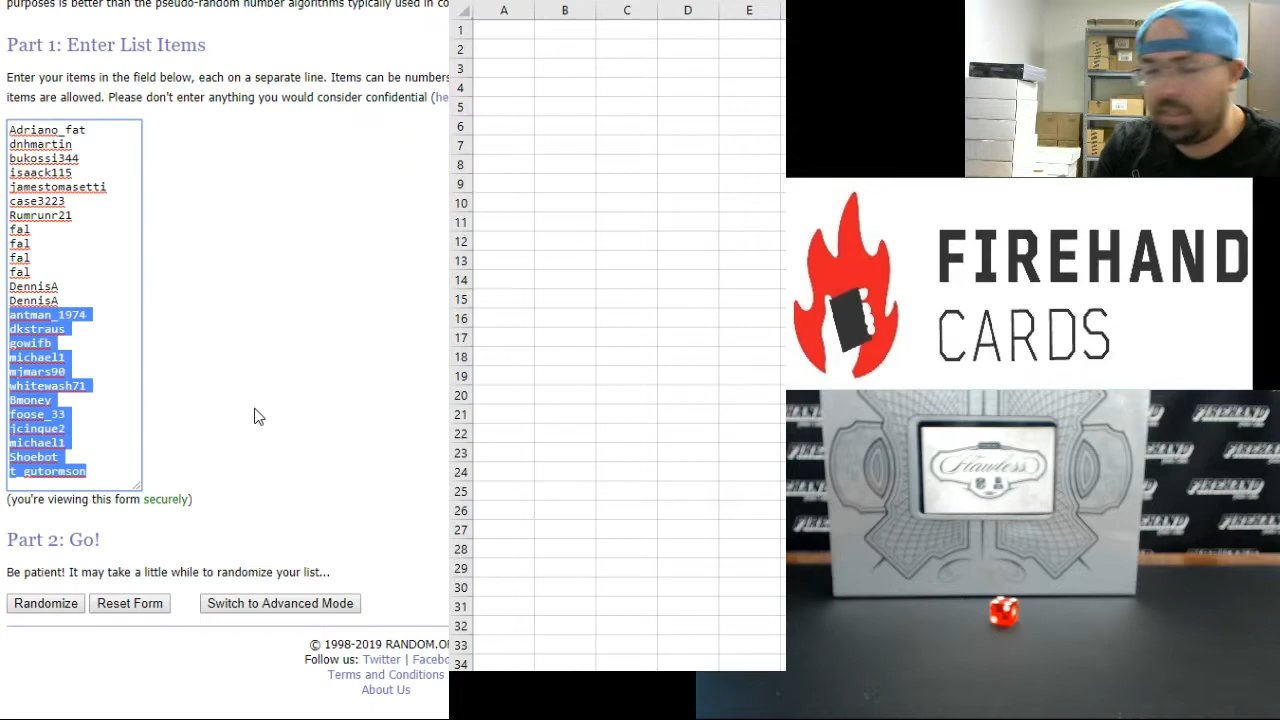 purposes is better than the pseudo-random number algorithms typically used in co
Part 1: Enter List Items
Enter your items in the field below, each on a separate line. Items can be numbers
items are allowed. Please don't enter anything you would consider confidential (he
Adriano_fat
dnhmartin
bukossi344
isaack115
jamestomasetti
case3223
Rumrunr21
fal
fal
fal
fal
DennisA
DennisA
antman_1974
dkstraus
gowifb
michael1
mjmars90
whitewash71
Bmoney
foose_33
jcinque2
michael1
Shoebot
t_gutormson
(you're viewing this form securely)
Part 2: Go!
Be patient! It may take a little while to randomize your list...
Randomize
Reset Form
Switch to Advanced Mode
© 1998-2019 RANDOM.O
Follow us: Twitter | Facebo
Terms and Conditions
About Us
A B C D E
1
2
3
4
5
6
7
8
9
10
11
12
13
14
15
16
17
18
19
20
21
22
23
24
25
26
27
28
29
30
31
32
33
34
FIREHAND
CARDS
Flawless
FIREHAND
FIREHAND